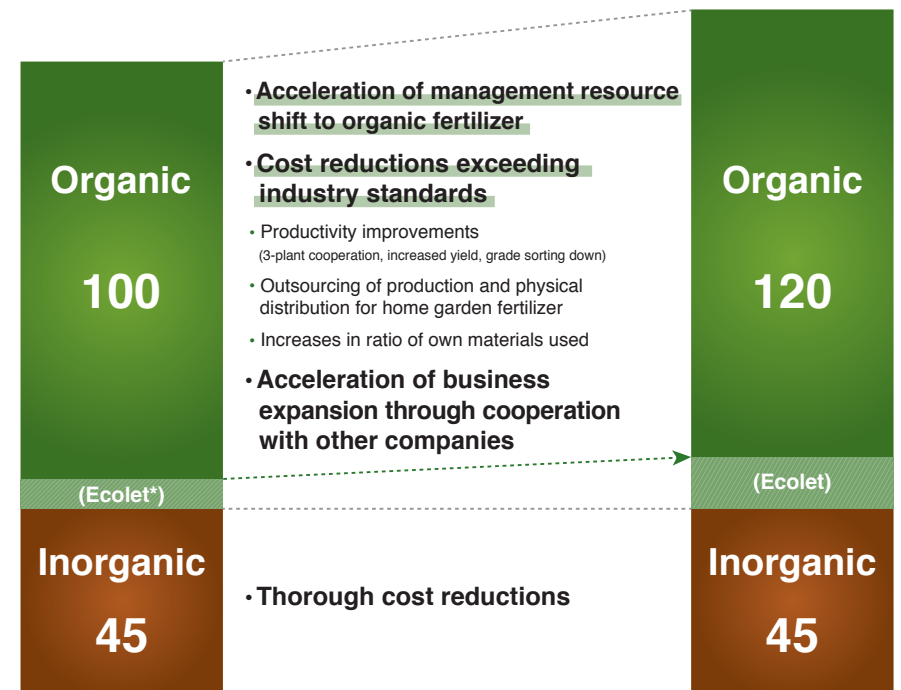 Organic
100
(Ecolet*)
Inorganic
45
・Acceleration of management resource
shift to organic fertilizer
・Cost reductions exceeding
industry standards
• Productivity improvements
(3-plant cooperation, increased yield, grade sorting down)
• Outsourcing of production and physical
distribution for home garden fertilizer
• Increases in ratio of own materials used
・Acceleration of business
expansion through cooperation
with other companies
・Thorough cost reductions
Organic
120
(Ecolet)
Inorganic
45